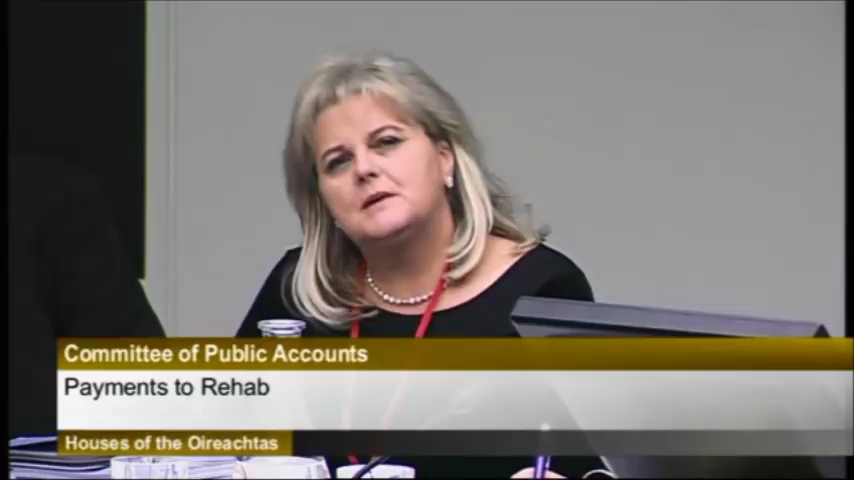 Committee of Public Accounts
Payments to Rehab
Houses of the Oireachtas